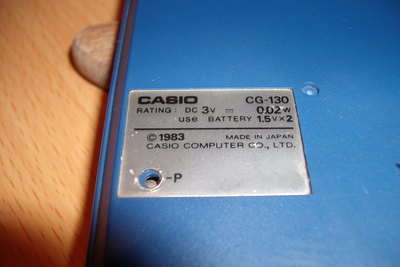 CASIO CG-130
RATING: DC 3V ⎓ 0.02W
use BATTERY 1.5V×2
©1983 MADE IN JAPAN
CASIO COMPUTER CO., LTD.
-P